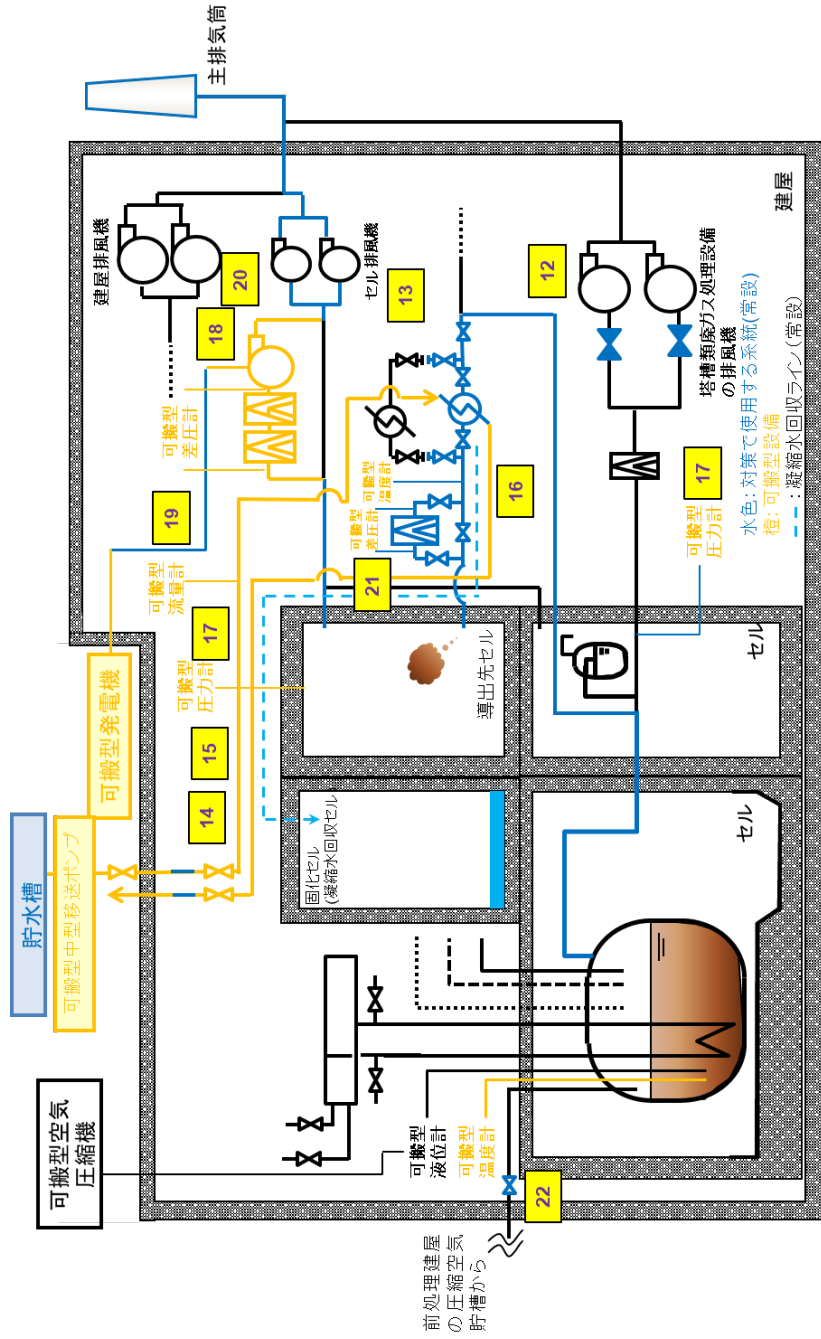 可搬型空気
圧縮機
貯水槽
可搬型中型移送ポンプ
可搬型発電機
主排気筒
建屋排風機
20
18
セル排風機
可搬型
差圧計
13
19
可搬型
流量計
17
可搬型
圧力計
15
14
可搬型
温度計
可搬型
差圧計
16
21
導出先セル
固化セル
(凝縮水回収セル)
12
塔槽類廃ガス処理設備
の排風機
17
可搬型
圧力計
セル
セル
可搬型
液位計
可搬型
温度計
22
前処理建屋
の圧縮空気
貯槽から
建屋
水色:対策で使用する系統(常設)
橙:可搬型設備
:凝縮水回収ライン(常設)